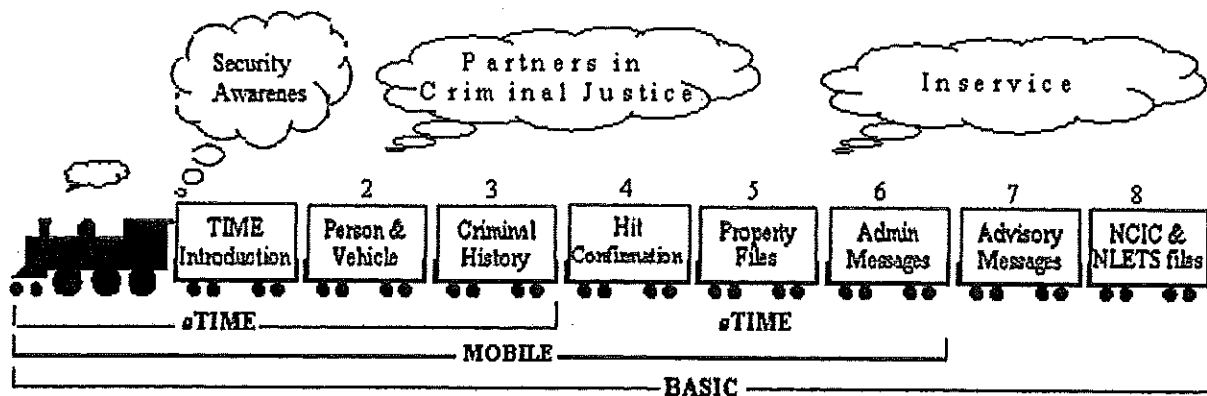 Security
Awarenes
Partners in
Criminal Justice
Inservice
2
3
4
5
6
7
8
TIME
Introduction
Person &
Vehicle
Criminal
History
Hit
Confirmation
Property
Files
Admin
Messages
Advisory
Messages
NCIC &
NLETS files
eTIME
eTIME
MOBILE
BASIC